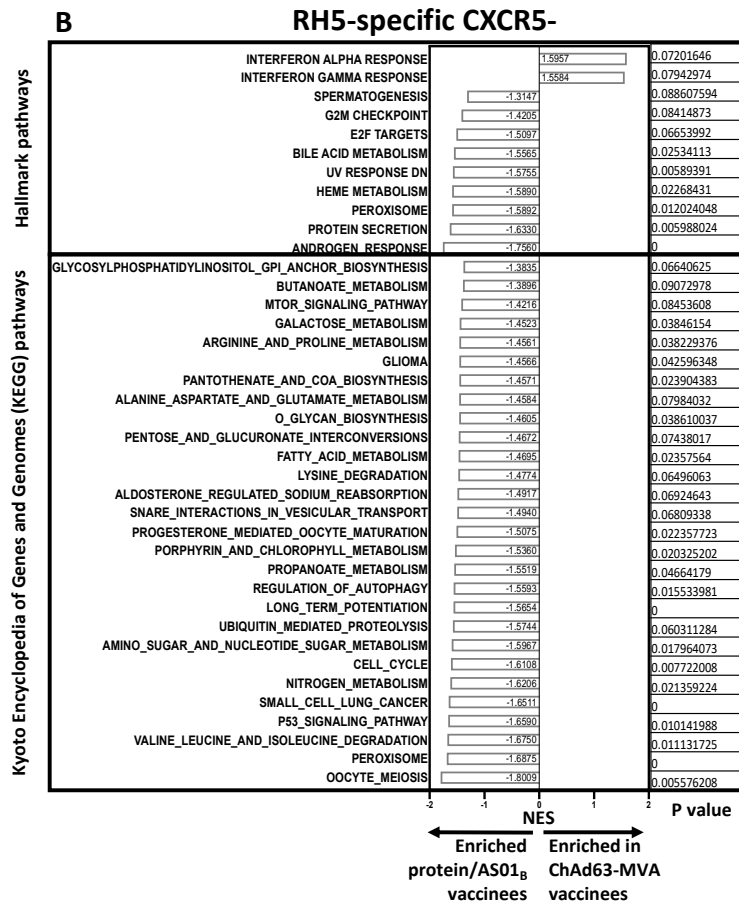 B
RH5-specific CXCR5-
Hallmark pathways
INTERFERON ALPHA RESPONSE 1.5957 0.07201646
INTERFERON GAMMA RESPONSE 1.5584 0.07942974
SPERMATOGENESIS -1.3147 0.088607594
G2M CHECKPOINT -1.4205 0.08414873
E2F TARGETS -1.5097 0.06653992
BILE ACID METABOLISM -1.5565 0.02534113
UV RESPONSE DN -1.5755 0.00589391
HEME METABOLISM -1.5890 0.02268431
PEROXISOME -1.5892 0.012024048
PROTEIN SECRETION -1.6330 0.005988024
ANDROGEN_RESPONSE -1.7560 0
Kyoto Encyclopedia of Genes and Genomes (KEGG) pathways
GLYCOSYLPHOSPHATIDYLINOSITOL_GPI_ANCHOR_BIOSYNTHESIS -1.3835 0.06640625
BUTANOATE_METABOLISM -1.3896 0.09072978
MTOR_SIGNALING_PATHWAY -1.4216 0.08453608
GALACTOSE_METABOLISM -1.4523 0.03846154
ARGININE_AND_PROLINE_METABOLISM -1.4561 0.038229376
GLIOMA -1.4566 0.042596348
PANTOTHENATE_AND_COA_BIOSYNTHESIS -1.4571 0.023904383
ALANINE_ASPARTATE_AND_GLUTAMATE_METABOLISM -1.4584 0.07984032
O_GLYCAN_BIOSYNTHESIS -1.4605 0.038610037
PENTOSE_AND_GLUCURONATE_INTERCONVERSIONS -1.4672 0.07438017
FATTY_ACID_METABOLISM -1.4695 0.02357564
LYSINE_DEGRADATION -1.4774 0.06496063
ALDOSTERONE_REGULATED_SODIUM_REABSORPTION -1.4917 0.06924643
SNARE_INTERACTIONS_IN_VESICULAR_TRANSPORT -1.4940 0.06809338
PROGESTERONE_MEDIATED_OOCYTE_MATURATION -1.5075 0.022357723
PORPHYRIN_AND_CHLOROPHYLL_METABOLISM -1.5360 0.020325202
PROPANOATE_METABOLISM -1.5519 0.04664179
REGULATION_OF_AUTOPHAGY -1.5593 0.015533981
LONG_TERM_POTENTIATION -1.5654 0
UBIQUITIN_MEDIATED_PROTEOLYSIS -1.5744 0.060311284
AMINO_SUGAR_AND_NUCLEOTIDE_SUGAR_METABOLISM -1.5967 0.017964073
CELL_CYCLE -1.6108 0.007722008
NITROGEN_METABOLISM -1.6206 0.021359224
SMALL_CELL_LUNG_CANCER -1.6511 0
P53_SIGNALING_PATHWAY -1.6590 0.010141988
VALINE_LEUCINE_AND_ISOLEUCINE_DEGRADATION -1.6750 0.011131725
PEROXISOME -1.6875 0
OOCYTE_MEIOSIS -1.8009 0.005576208
-2 -1 0 1 2
NES
P value
Enriched
protein/AS01B
vaccinees
Enriched in
ChAd63-MVA
vaccinees